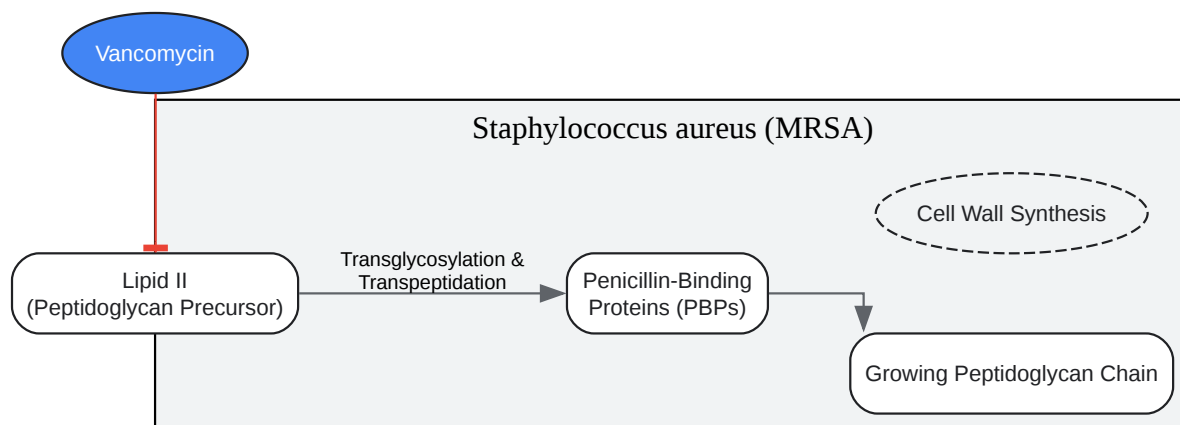 Vancomycin
Staphylococcus aureus (MRSA)
Cell Wall Synthesis
Lipid II
(Peptidoglycan Precursor)
Transglycosylation &
Transpeptidation
Penicillin-Binding
Proteins (PBPs)
Growing Peptidoglycan Chain